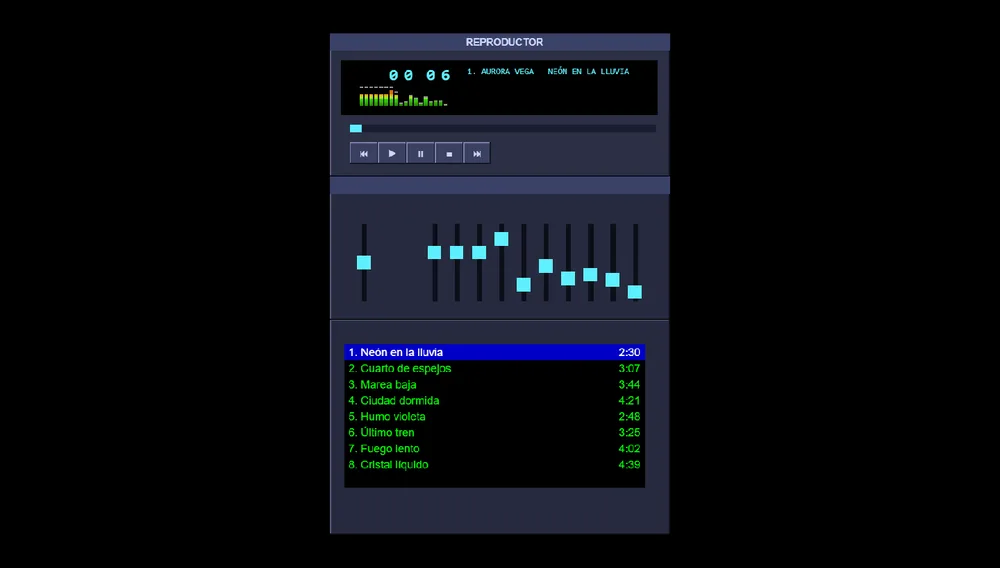 REPRODUCTOR
00 06
1. AURORA VEGA NEÓN EN LA LLUVIA
1. Neón en la lluvia 2:30
2. Cuarto de espejos 3:07
3. Marea baja 3:44
4. Ciudad dormida 4:21
5. Humo violeta 2:48
6. Último tren 3:25
7. Fuego lento 4:02
8. Cristal líquido 4:39